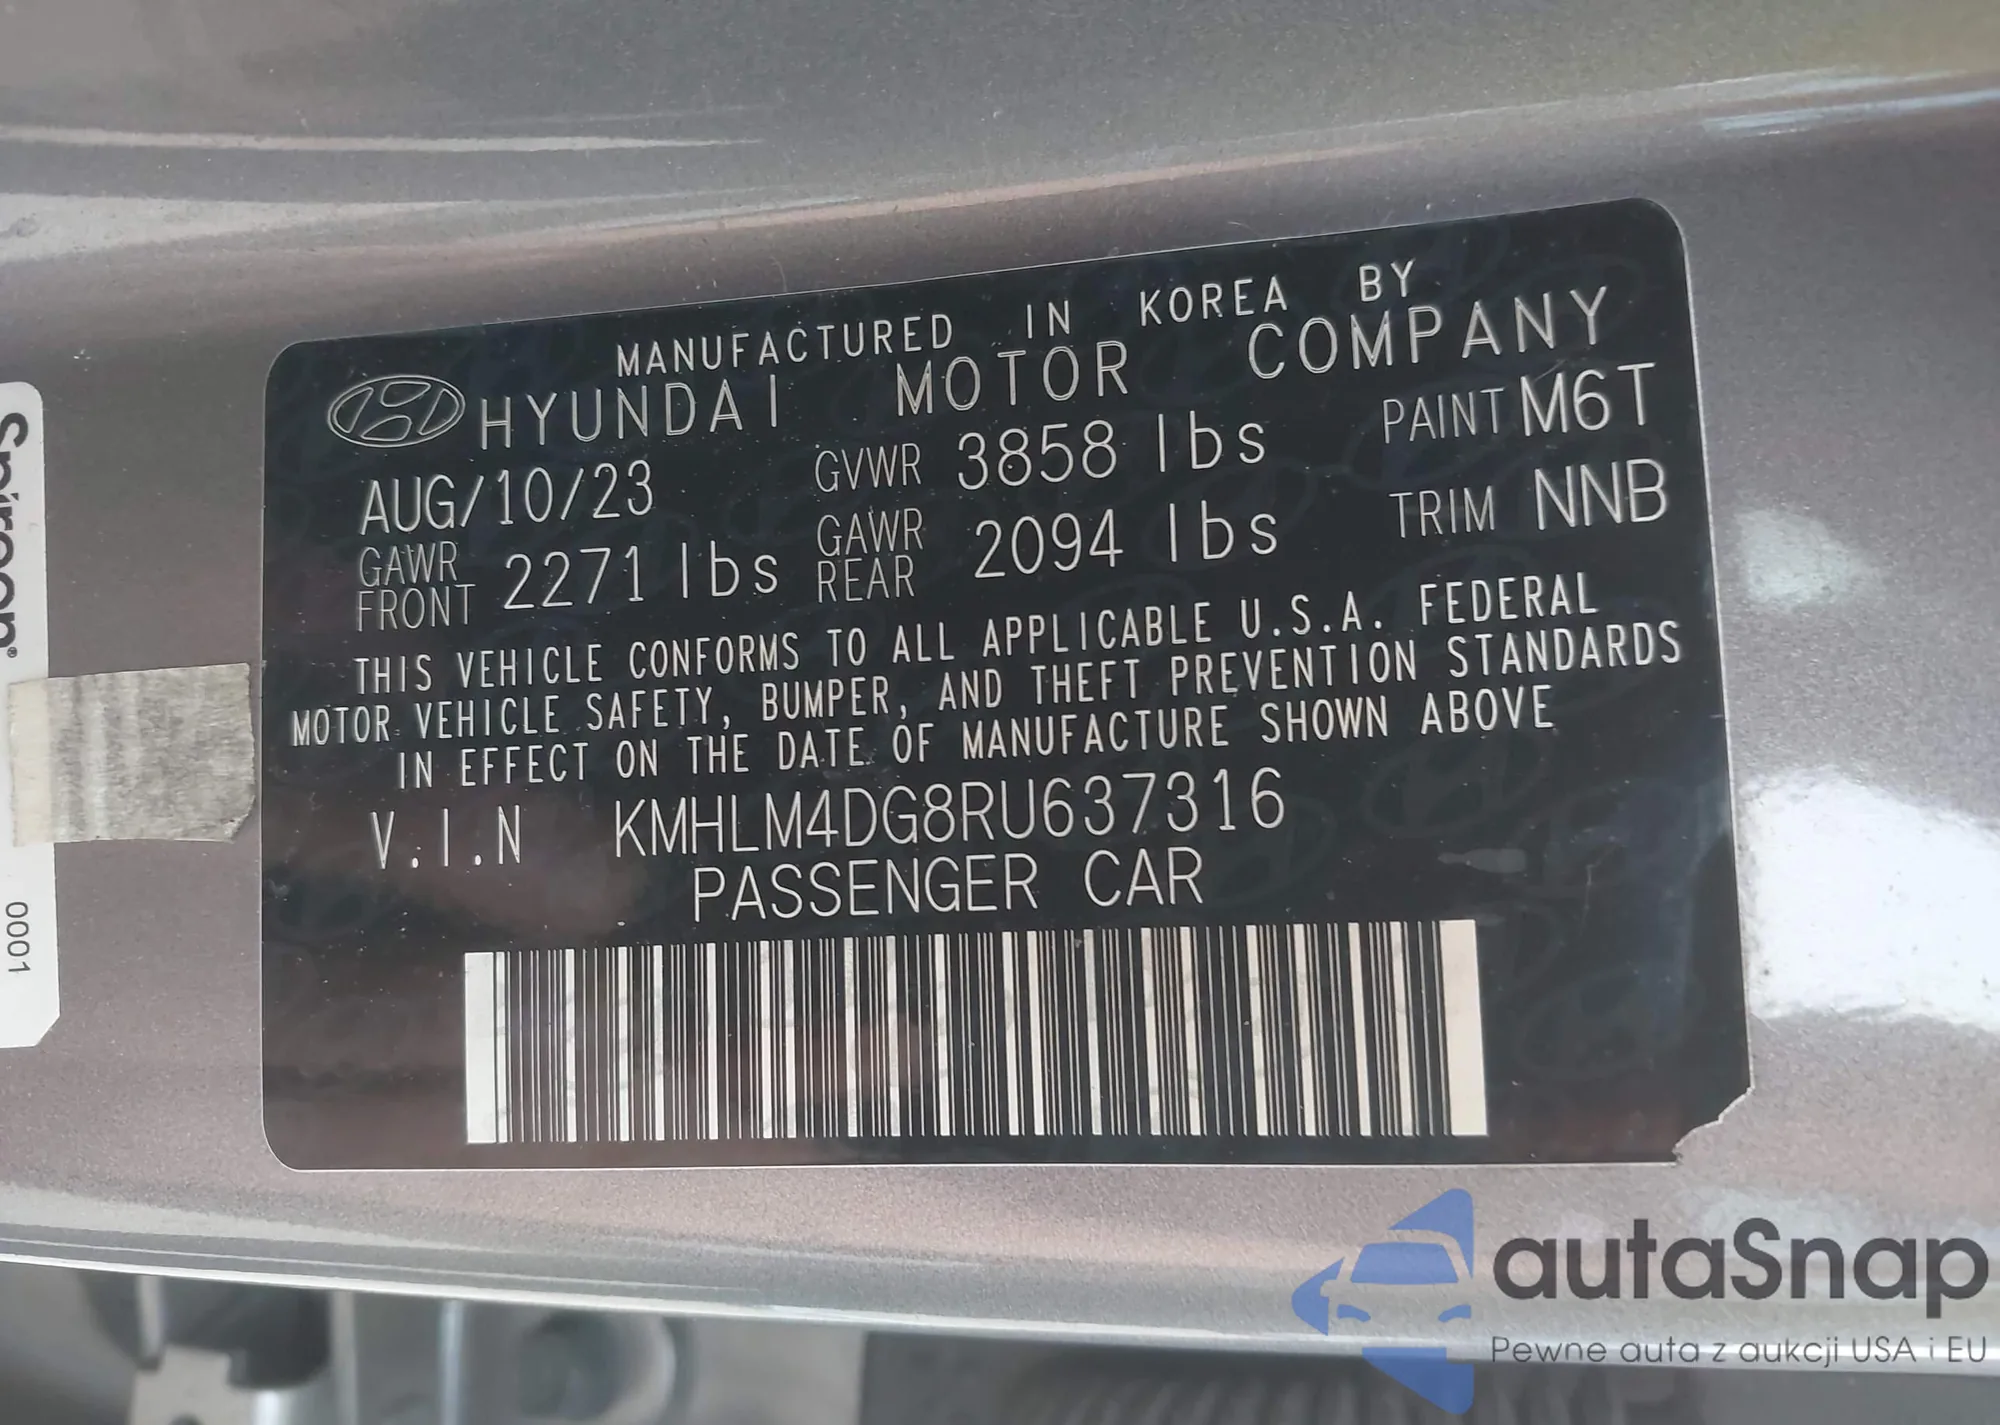 MANUFACTURED IN KOREA BY
HYUNDAI MOTOR COMPANY
AUG/10/23 GVWR 3858 lbs PAINT M6T
GAWR FRONT 2271 lbs GAWR REAR 2094 lbs TRIM NNB
THIS VEHICLE CONFORMS TO ALL APPLICABLE U.S.A. FEDERAL
MOTOR VEHICLE SAFETY, BUMPER, AND THEFT PREVENTION STANDARDS
IN EFFECT ON THE DATE OF MANUFACTURE SHOWN ABOVE
V.I.N KMHLM4DG8RU637316
PASSENGER CAR
0001
autaSnap
Pewne auta z aukcji USA i EU